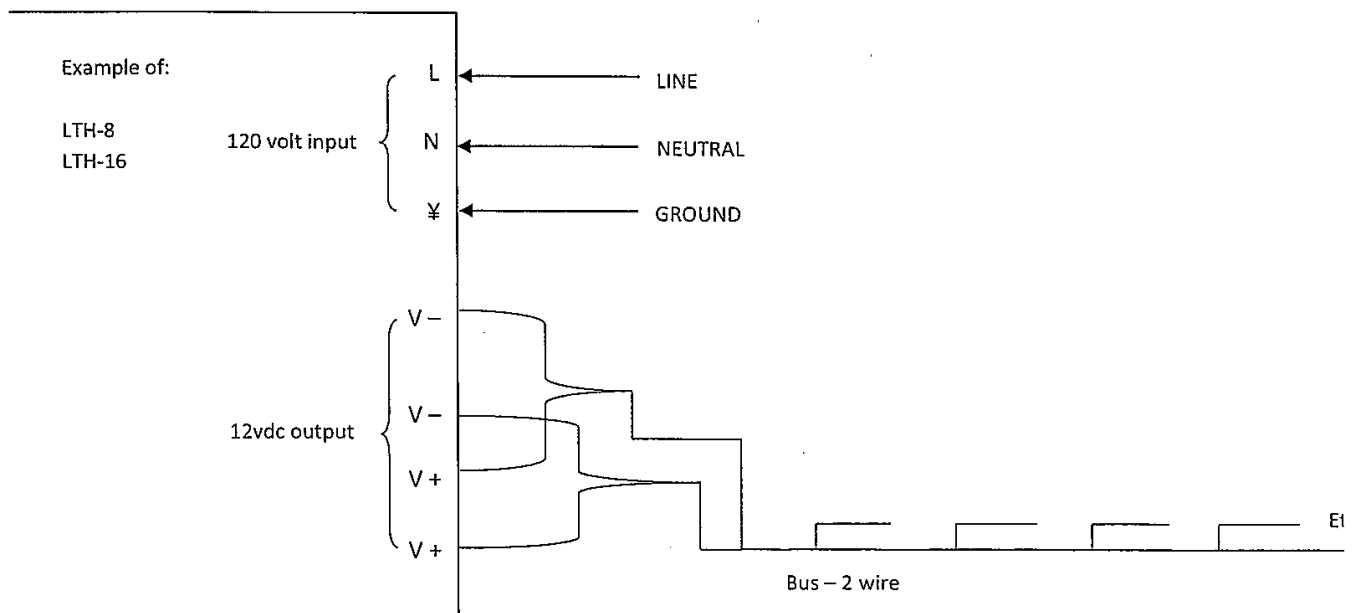 Example of:
LTH-8
LTH-16
120 volt input
L
N
¥
LINE
NEUTRAL
GROUND
12vdc output
V –
V –
V +
V +
Bus – 2 wire